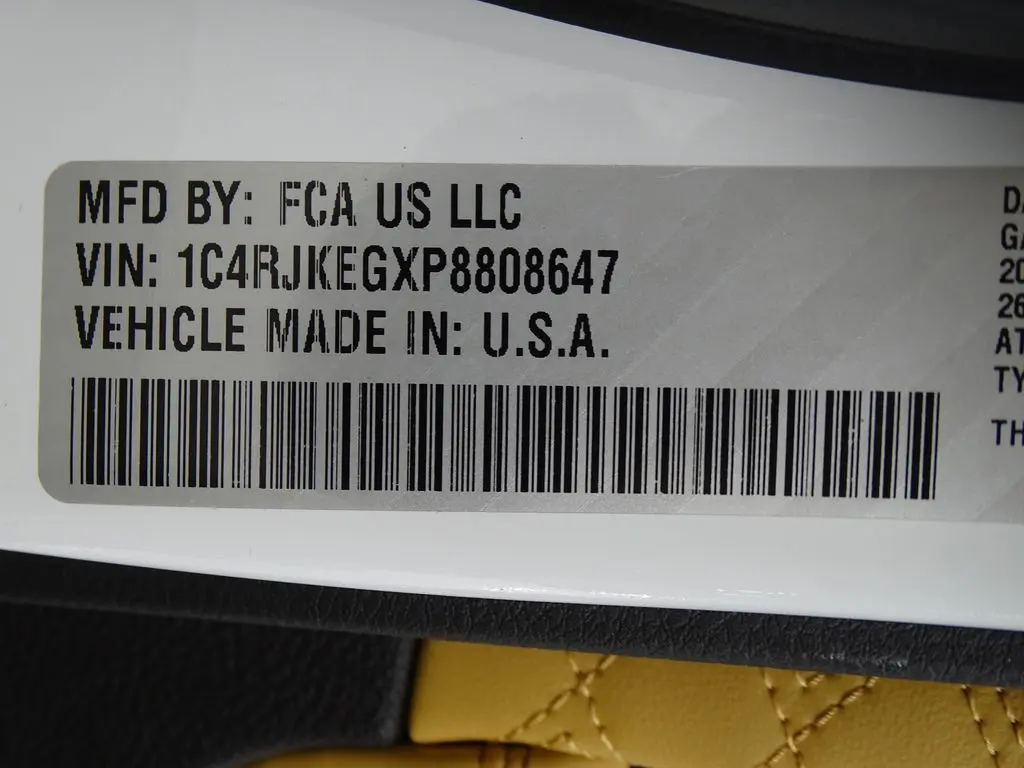 MFD BY: FCA US LLC
VIN: 1C4RJKEGXP8808647
VEHICLE MADE IN: U.S.A.